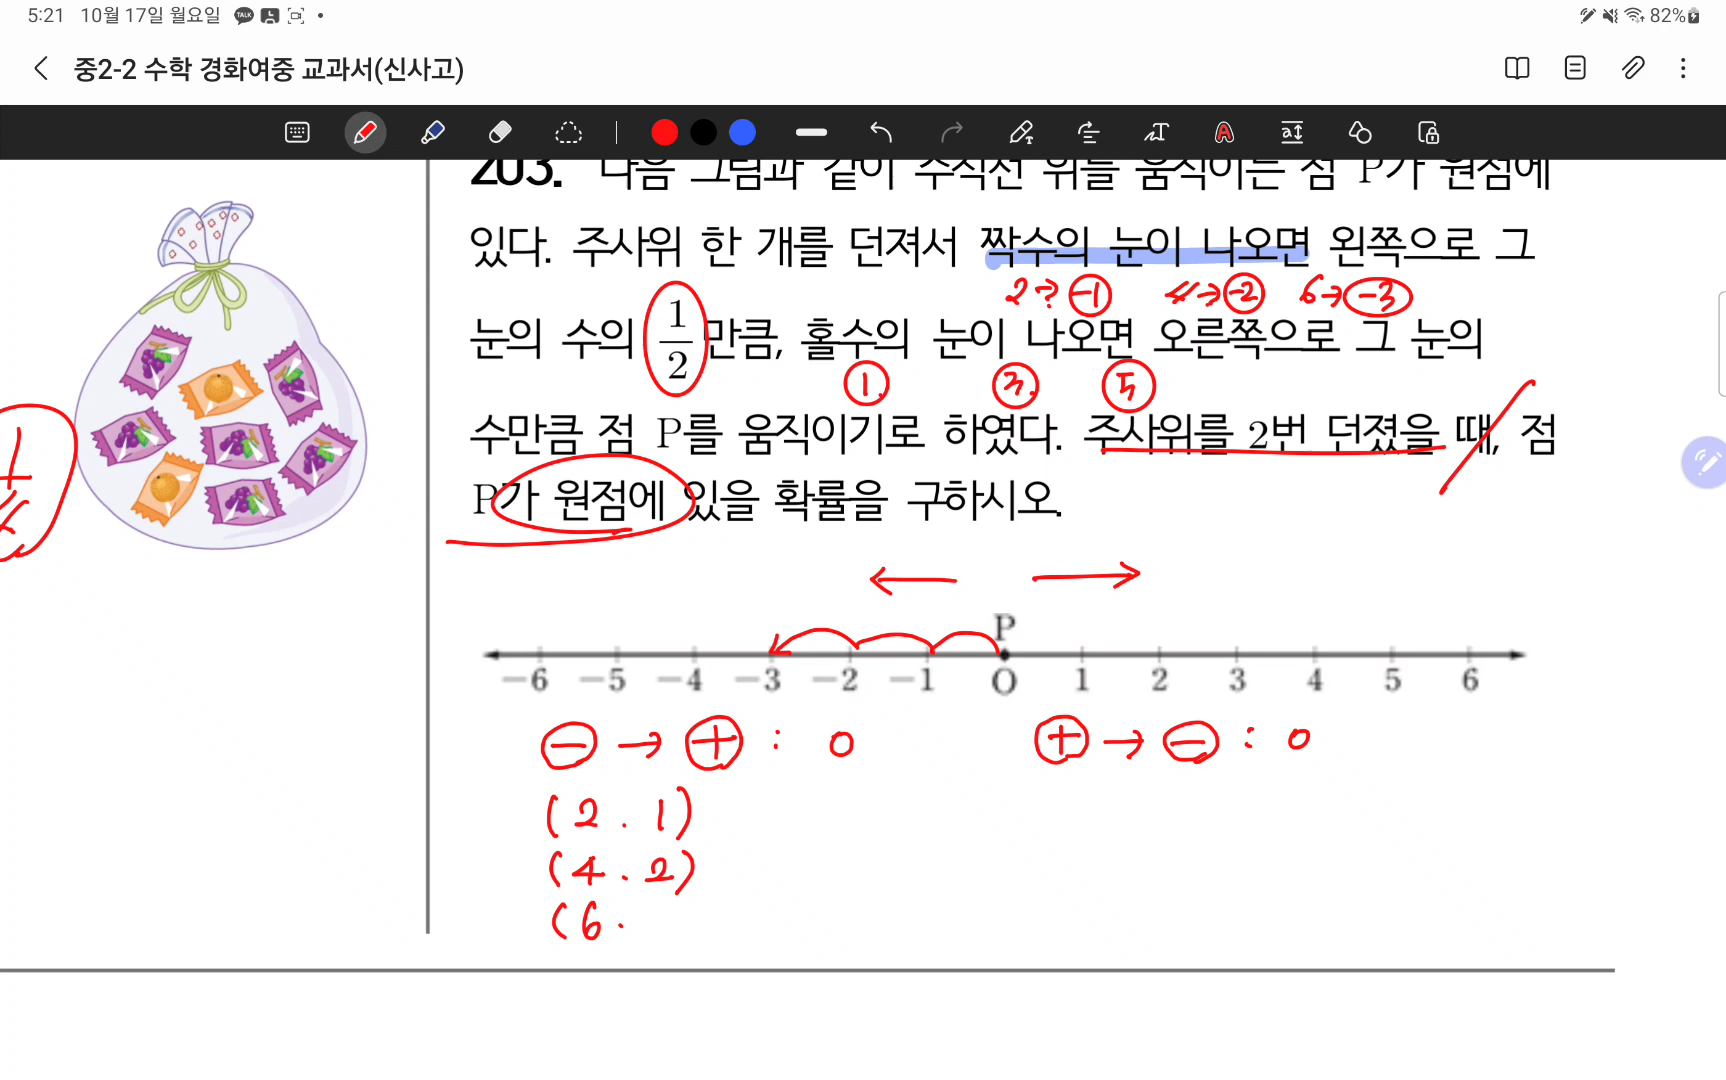 5:21 10월 17일 월요일 TALK 82%
중2-2 수학 경화여중 교과서(신사고)
203. 다음 그림과 같이 수직선 위를 움직이는 점 P가 원점에
있다. 주사위 한 개를 던져서 짝수의 눈이 나오면 왼쪽으로 그
2→ -1 4→ -2 6→ -3
눈의 수의 1/2 만큼, 홀수의 눈이 나오면 오른쪽으로 그 눈의
1 3 5
수만큼 점 P를 움직이기로 하였다. 주사위를 2번 던졌을 때, 점
P가 원점에 있을 확률을 구하시오.
← →
P
-6 -5 -4 -3 -2 -1 O 1 2 3 4 5 6
- → + : 0 + → - : 0
(2. 1)
(4. 2)
(6.